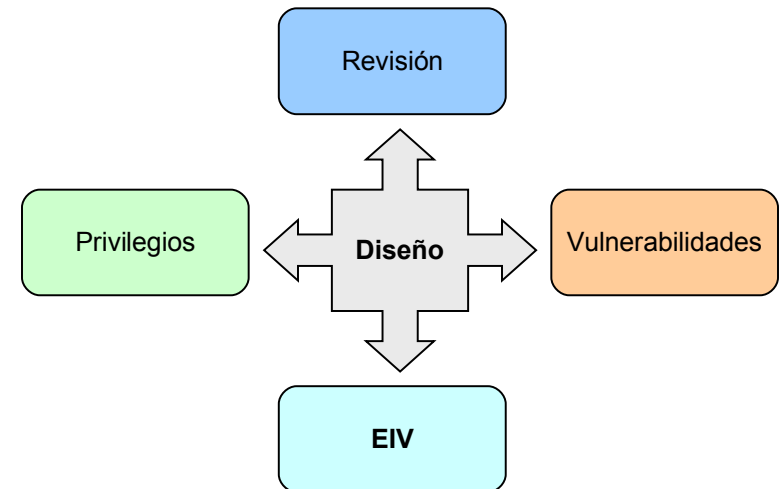 Revisión
Privilegios
Diseño
Vulnerabilidades
EIV